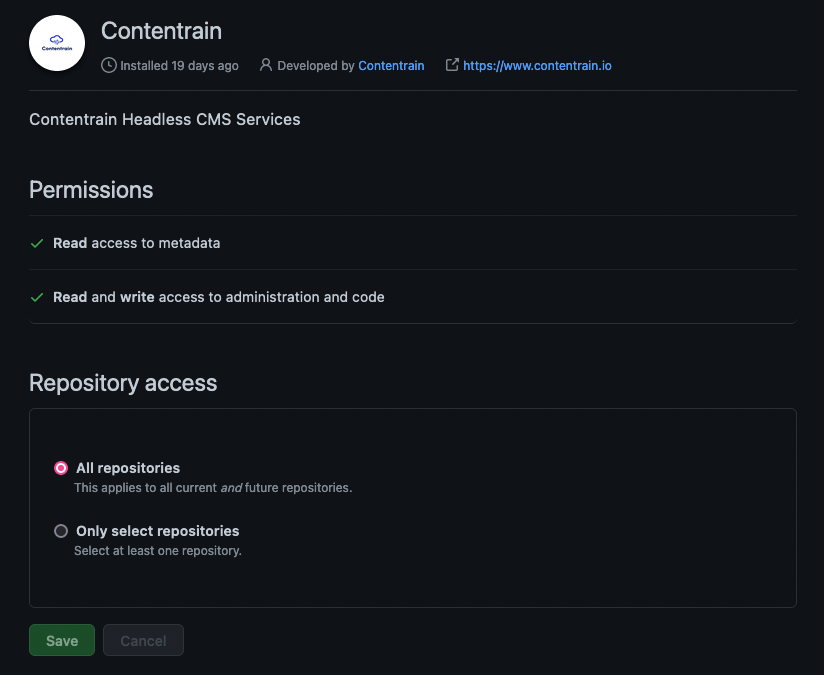 Contentrain
Contentrain
Installed 19 days ago Developed by Contentrain https://www.contentrain.io
Contentrain Headless CMS Services
Permissions
Read access to metadata
Read and write access to administration and code
Repository access
All repositories
This applies to all current and future repositories.
Only select repositories
Select at least one repository.
Save Cancel